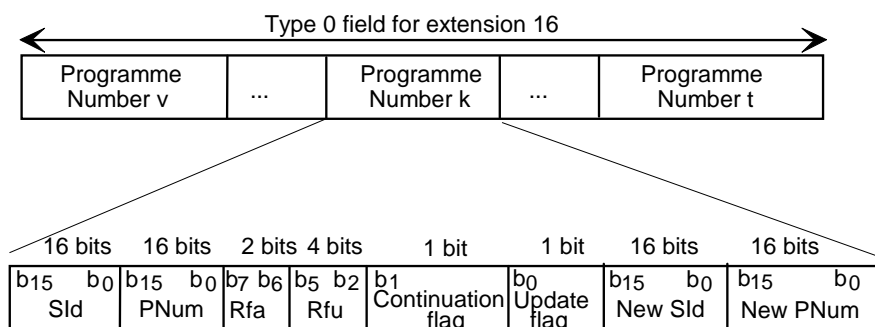 Type 0 field for extension 16
Programme Number v ... Programme Number k ... Programme Number t
16 bits 16 bits 2 bits 4 bits 1 bit 1 bit 16 bits 16 bits
b15 b0 b15 b0 b7 b6 b5 b2 b1 b0 b15 b0 b15 b0
SId PNum Rfa Rfu Continuation flag Update flag New SId New PNum